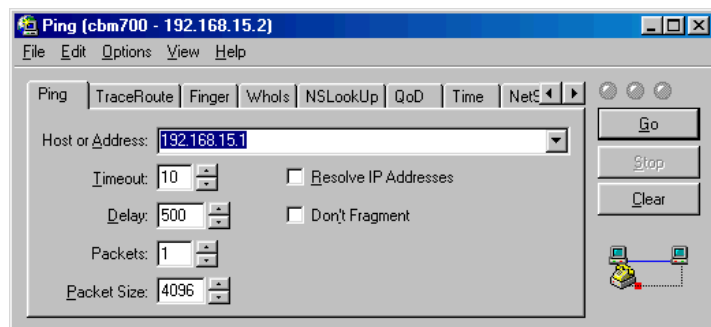 Ping (cbm700 - 192.168.15.2)
File Edit Options View Help
Ping TraceRoute Finger WhoIs NSLookUp QoD Time NetS
Host or Address: 192.168.15.1
Timeout: 10
Resolve IP Addresses
Delay: 500
Don't Fragment
Packets: 1
Packet Size: 4096
Go
Stop
Clear